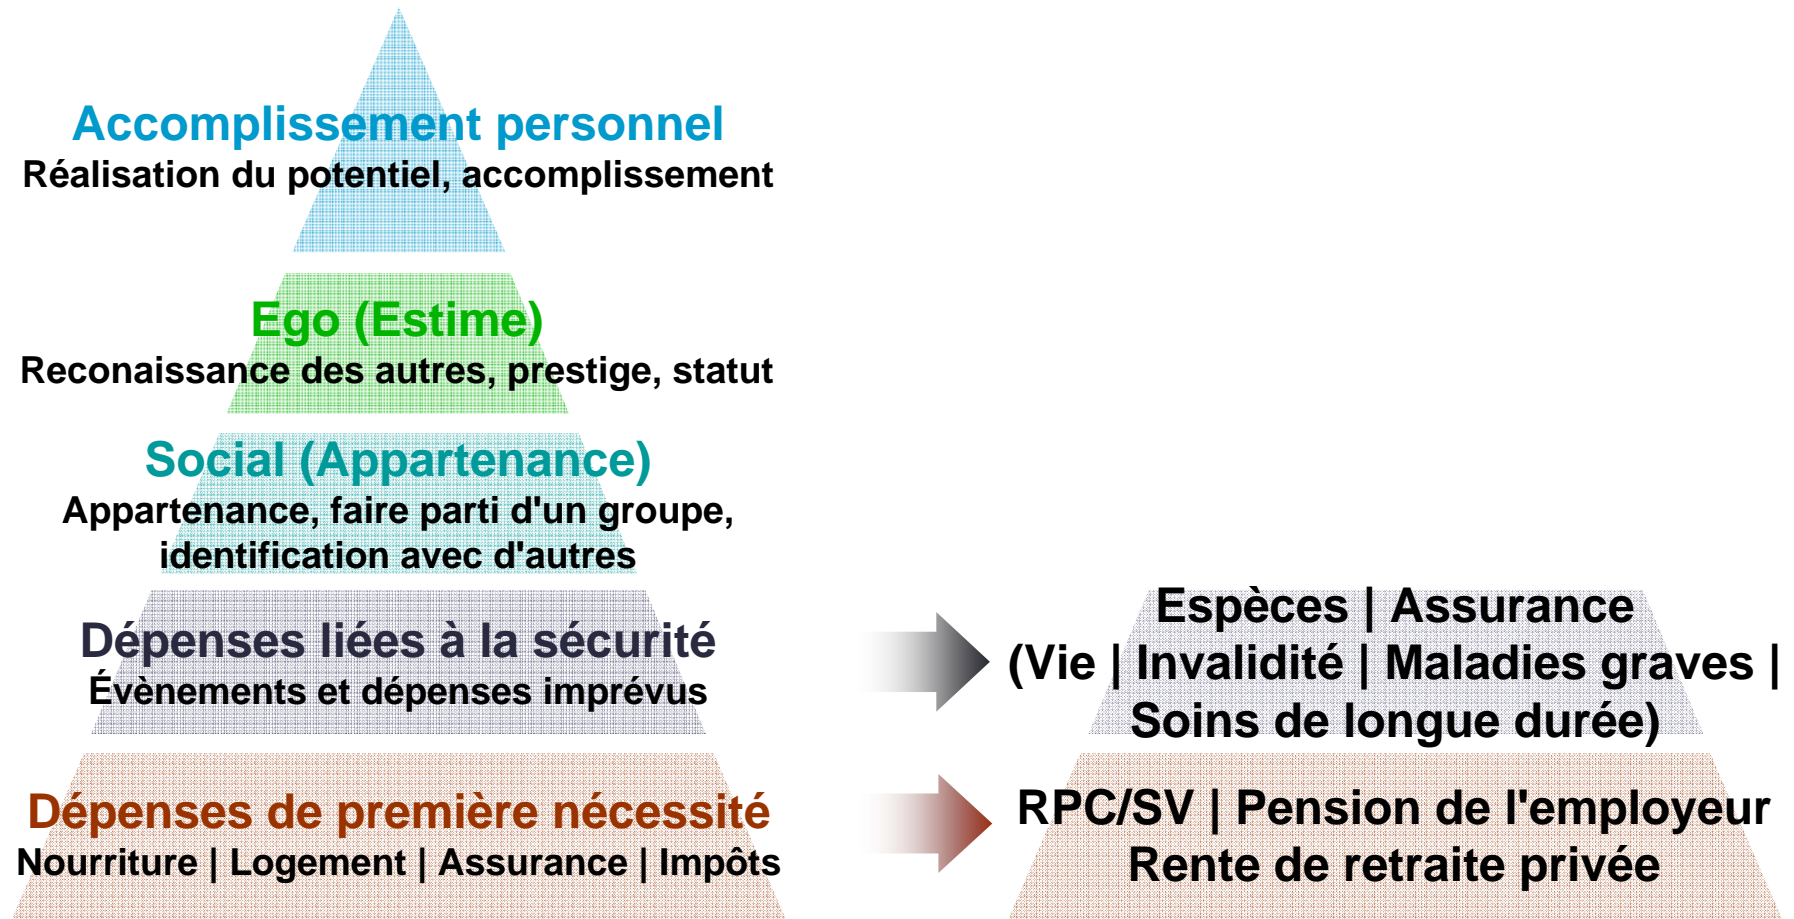 Accomplissement personnel
Réalisation du potentiel, accomplissement
Ego (Estime)
Reconaissance des autres, prestige, statut
Social (Appartenance)
Appartenance, faire parti d'un groupe,
identification avec d'autres
Dépenses liées à la sécurité
Évènements et dépenses imprévus
Dépenses de première nécessité
Nourriture | Logement | Assurance | Impôts
Espèces | Assurance
(Vie | Invalidité | Maladies graves |
Soins de longue durée)
RPC/SV | Pension de l'employeur
Rente de retraite privée